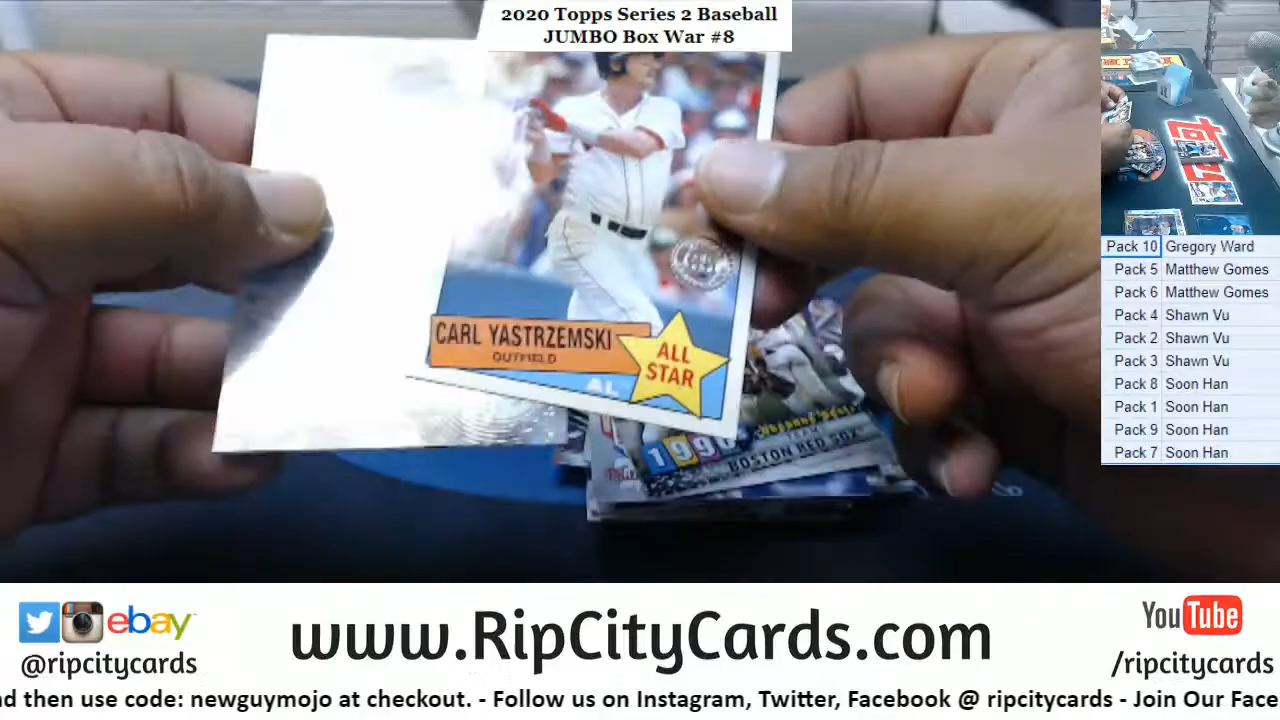 2020 Topps Series 2 Baseball
JUMBO Box War #8
CARL YASTRZEMSKI
OUTFIELD
ALL
STAR
AL
1990
BOSTON RED SOX
Pack 10 Gregory Ward
Pack 5 Matthew Gomes
Pack 6 Matthew Gomes
Pack 4 Shawn Vu
Pack 2 Shawn Vu
Pack 3 Shawn Vu
Pack 8 Soon Han
Pack 1 Soon Han
Pack 9 Soon Han
Pack 7 Soon Han
ebay
@ripcitycards
www.RipCityCards.com
YouTube
/ripcitycards
nd then use code: newguymojo at checkout. - Follow us on Instagram, Twitter, Facebook @ ripcitycards - Join Our Face